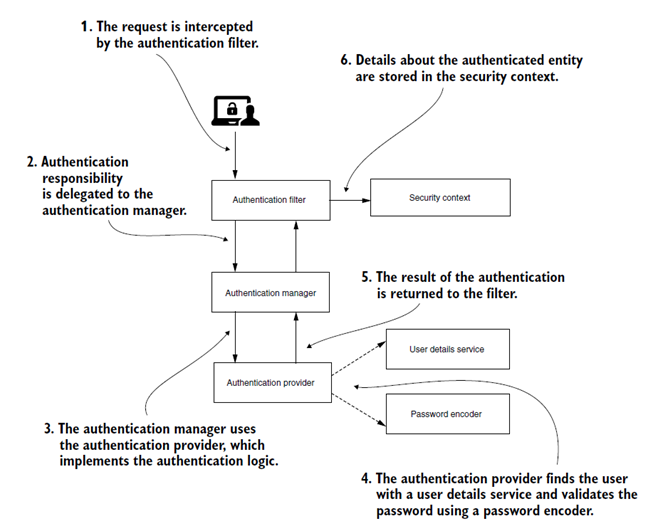 1. The request is intercepted
by the authentication filter.
6. Details about the authenticated entity
are stored in the security context.
2. Authentication
responsibility
is delegated to the
authentication manager.
Authentication filter
Security context
Authentication manager
5. The result of the authentication
is returned to the filter.
User details service
Authentication provider
Password encoder
3. The authentication manager uses
the authentication provider, which
implements the authentication logic.
4. The authentication provider finds the user
with a user details service and validates the
password using a password encoder.